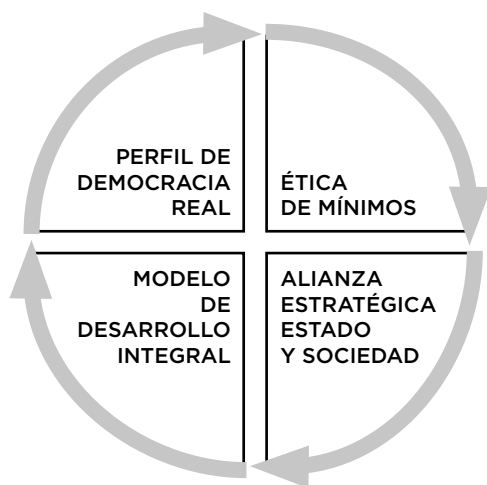 PERFIL DE
DEMOCRACIA
REAL
ÉTICA
DE MÍNIMOS
MODELO
DE
DESARROLLO
INTEGRAL
ALIANZA
ESTRATÉGICA
ESTADO
Y SOCIEDAD